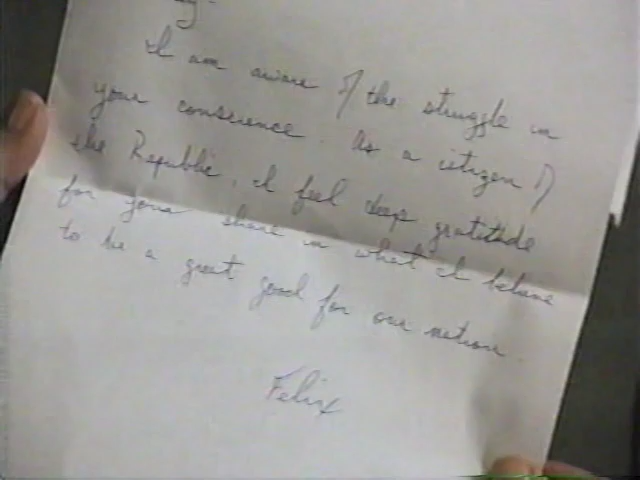 I am aware of the struggle in
your conscience. As a citizen of
the Republic, I feel deep gratitude
for your share in what I believe
to be a great good for our nation.
Felix